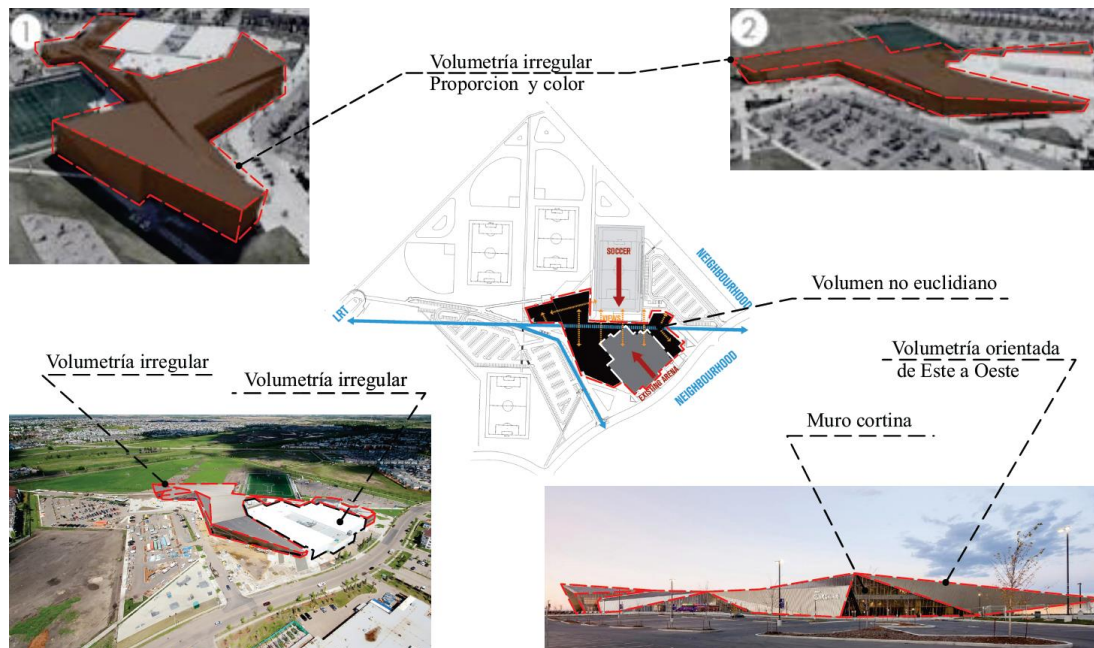 1
2
Volumetría irregular
Proporcion y color
NEIGHBOURHOOD
SOCCER
Volumen no euclidiano
LRT
NEIGHBOURHOOD
EXISTING ARENA
Volumetría irregular
Volumetría irregular
Volumetría orientada
de Este a Oeste
Muro cortina